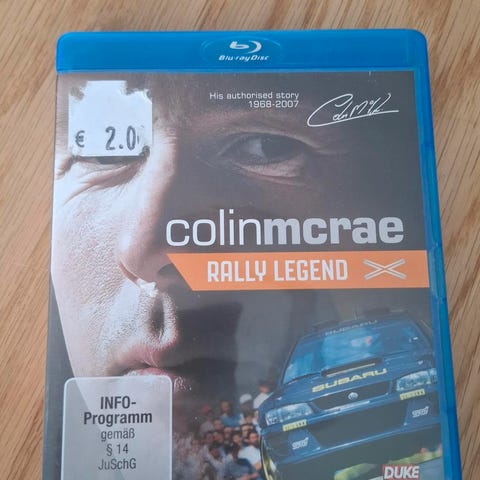 Blu-ray Disc
His authorised story
1968-2007
€ 2.0
colinmcrae
RALLY LEGEND
SUBARU
SUBARU
INFO-
Programm
gemäß
§ 14
JuSchG
DUKE